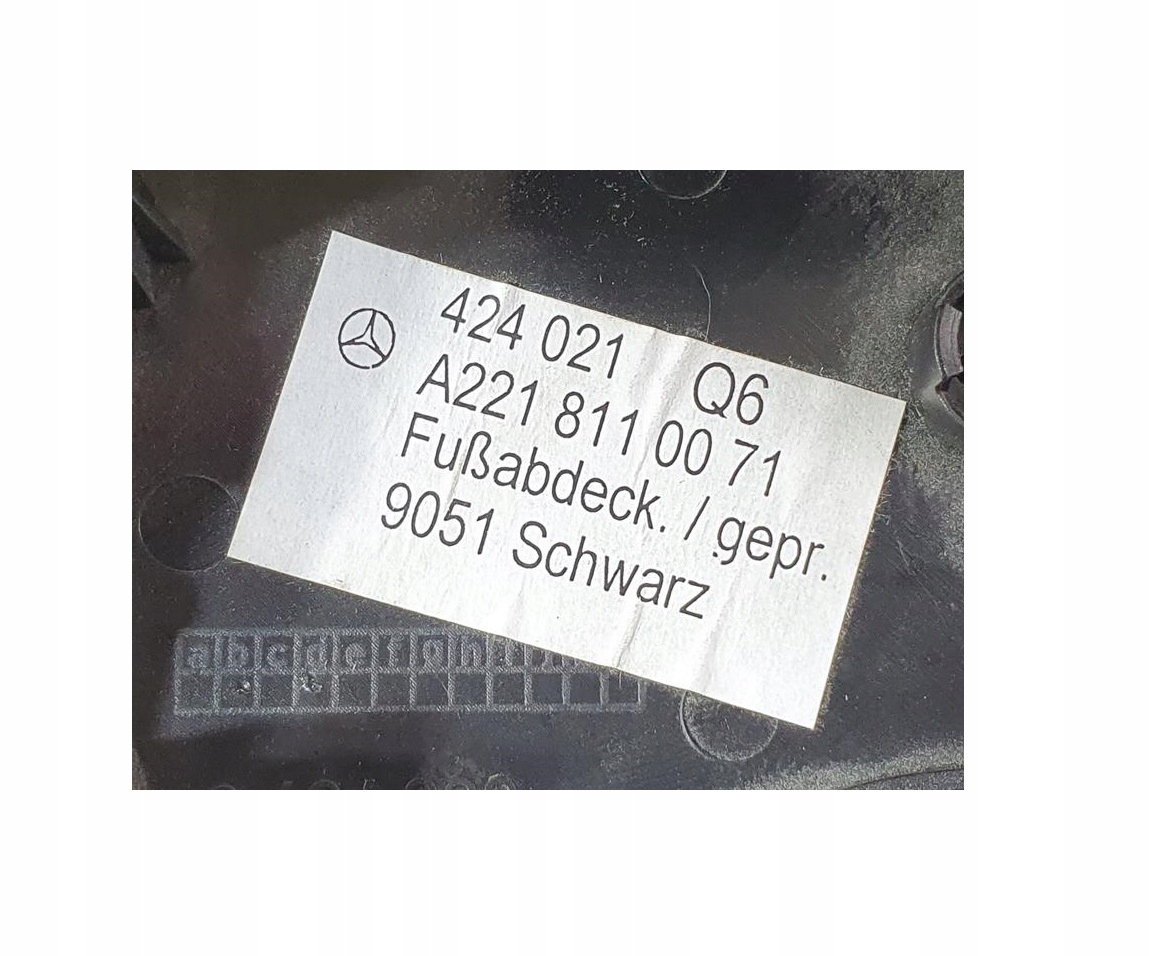 424 021 Q6
A221 811 00 71
Fußabdeck. / gepr.
9051 Schwarz
a b c d e f g h